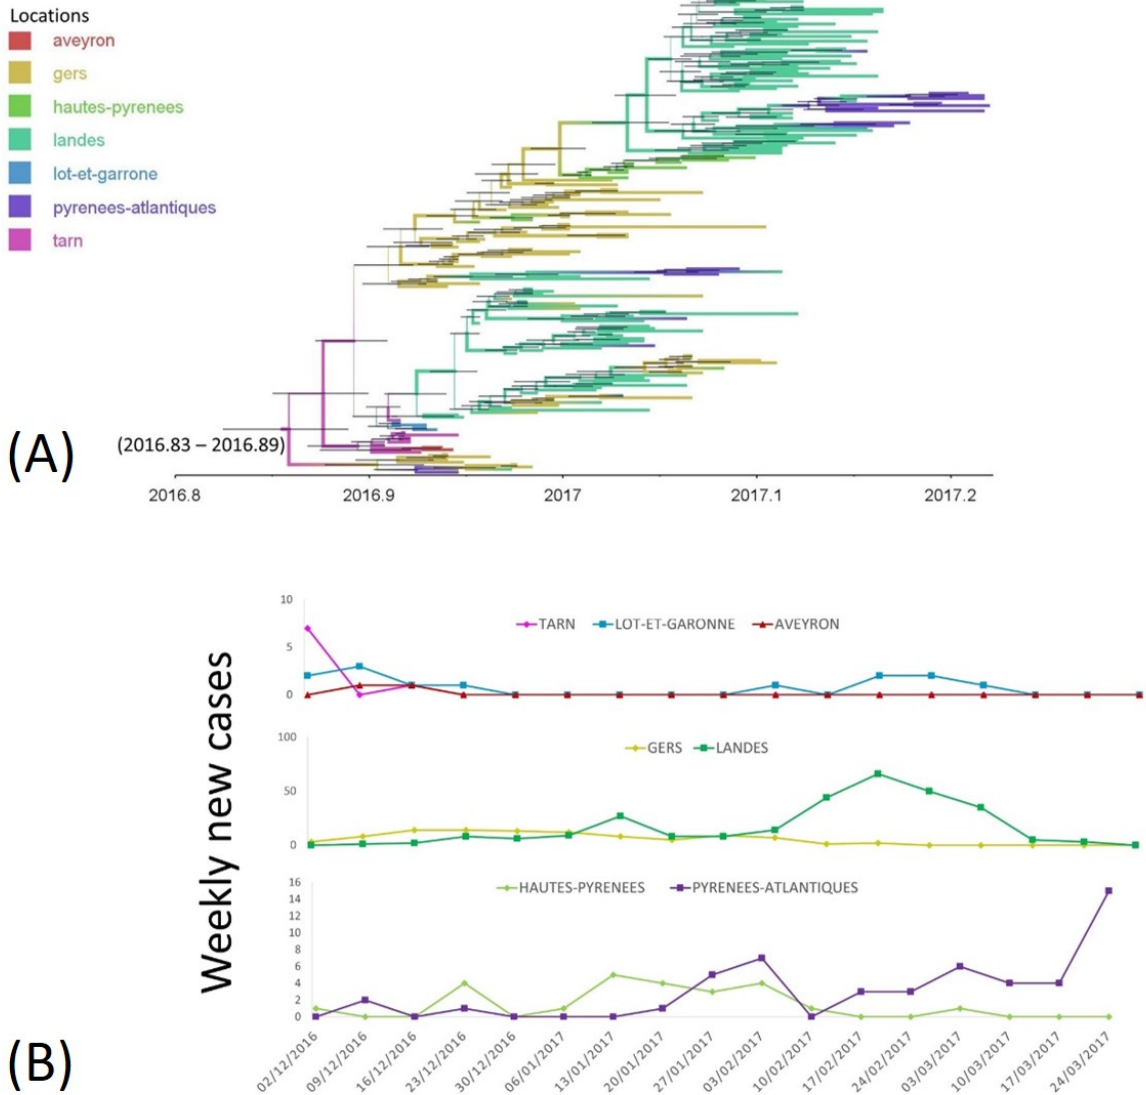 Locations
aveyron
gers
hautes-pyrenees
landes
lot-et-garrone
pyrenees-atlantiques
tarn
(A)
(2016.83 – 2016.89)
2016.8 2016.9 2017 2017.1 2017.2
Weekly new cases
10
5
0
TARN LOT-ET-GARONNE AVEYRON
100
50
0
GERS LANDES
16
14
12
10
8
6
4
2
0
HAUTES-PYRENEES PYRENEES-ATLANTIQUES
02/12/2016 09/12/2016 16/12/2016 23/12/2016 30/12/2016 06/01/2017 13/01/2017 20/01/2017 27/01/2017 03/02/2017 10/02/2017 17/02/2017 24/02/2017 03/03/2017 10/03/2017 17/03/2017 24/03/2017
(B)